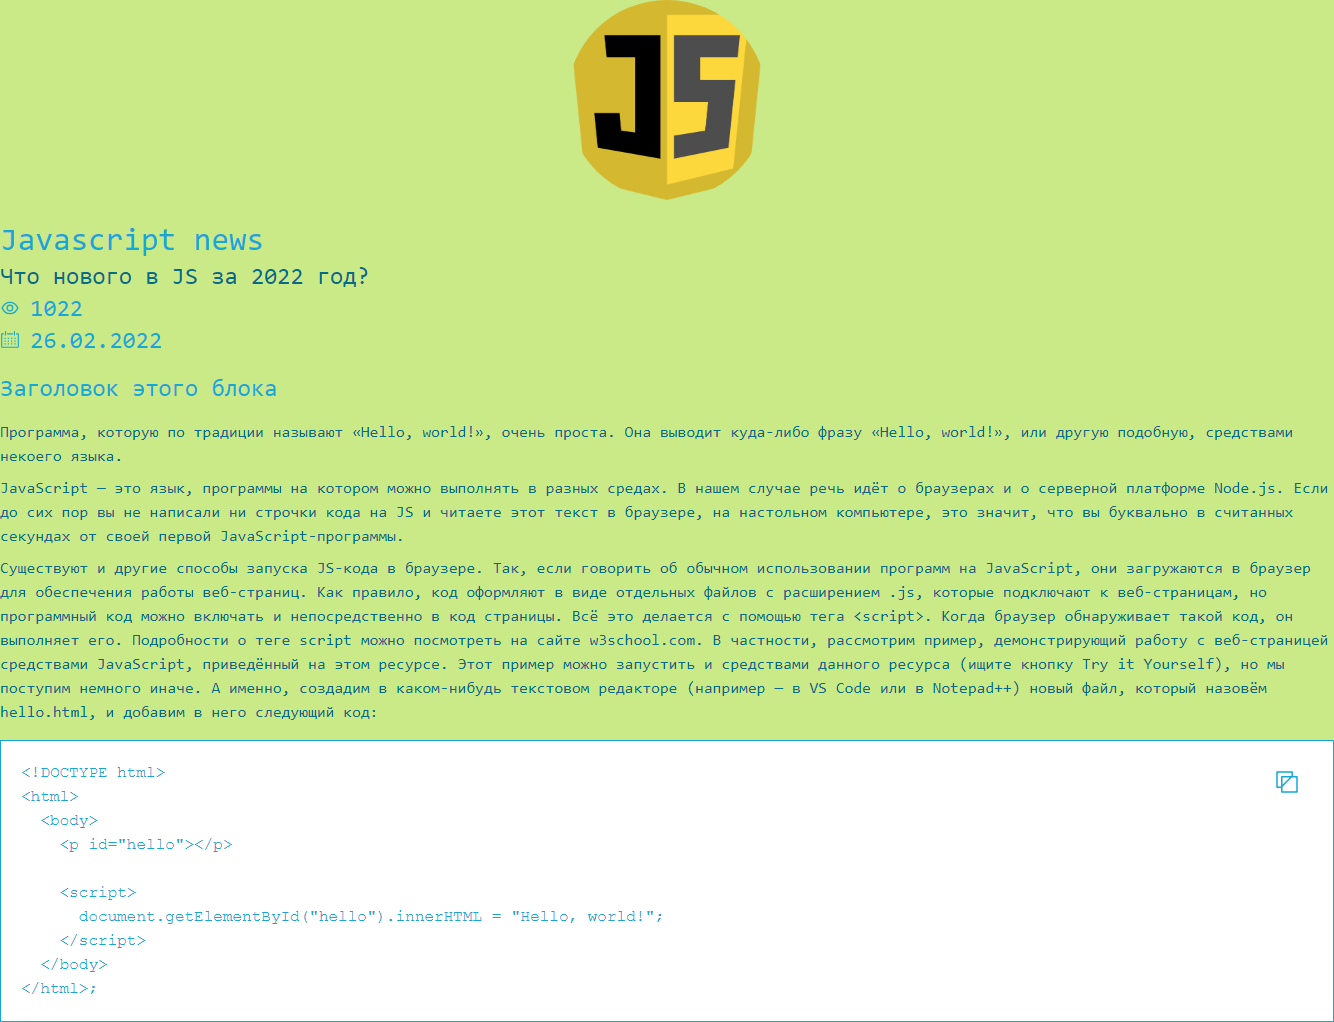 JS
Javascript news
Что нового в JS за 2022 год?
1022
26.02.2022
Заголовок этого блока
Программа, которую по традиции называют «Hello, world!», очень проста. Она выводит куда-либо фразу «Hello, world!», или другую подобную, средствами
некоего языка.
JavaScript — это язык, программы на котором можно выполнять в разных средах. В нашем случае речь идёт о браузерах и о серверной платформе Node.js. Если
до сих пор вы не написали ни строчки кода на JS и читаете этот текст в браузере, на настольном компьютере, это значит, что вы буквально в считанных
секундах от своей первой JavaScript-программы.
Существуют и другие способы запуска JS-кода в браузере. Так, если говорить об обычном использовании программ на JavaScript, они загружаются в браузер
для обеспечения работы веб-страниц. Как правило, код оформляют в виде отдельных файлов с расширением .js, которые подключают к веб-страницам, но
программный код можно включать и непосредственно в код страницы. Всё это делается с помощью тега <script>. Когда браузер обнаруживает такой код, он
выполняет его. Подробности о теге script можно посмотреть на сайте w3school.com. В частности, рассмотрим пример, демонстрирующий работу с веб-страницей
средствами JavaScript, приведённый на этом ресурсе. Этот пример можно запустить и средствами данного ресурса (ищите кнопку Try it Yourself), но мы
поступим немного иначе. А именно, создадим в каком-нибудь текстовом редакторе (например — в VS Code или в Notepad++) новый файл, который назовём
hello.html, и добавим в него следующий код:
<!DOCTYPE html>
<html>
  <body>
    <p id="hello"></p>
    <script>
      document.getElementById("hello").innerHTML = "Hello, world!";
    </script>
  </body>
</html>;